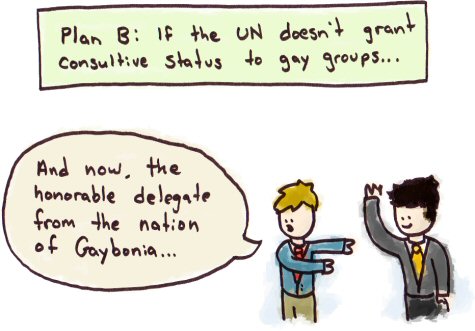 Plan B: If the UN doesn't grant
consultive status to gay groups...
And now, the
honorable delegate
from the nation
of Gaybonia...